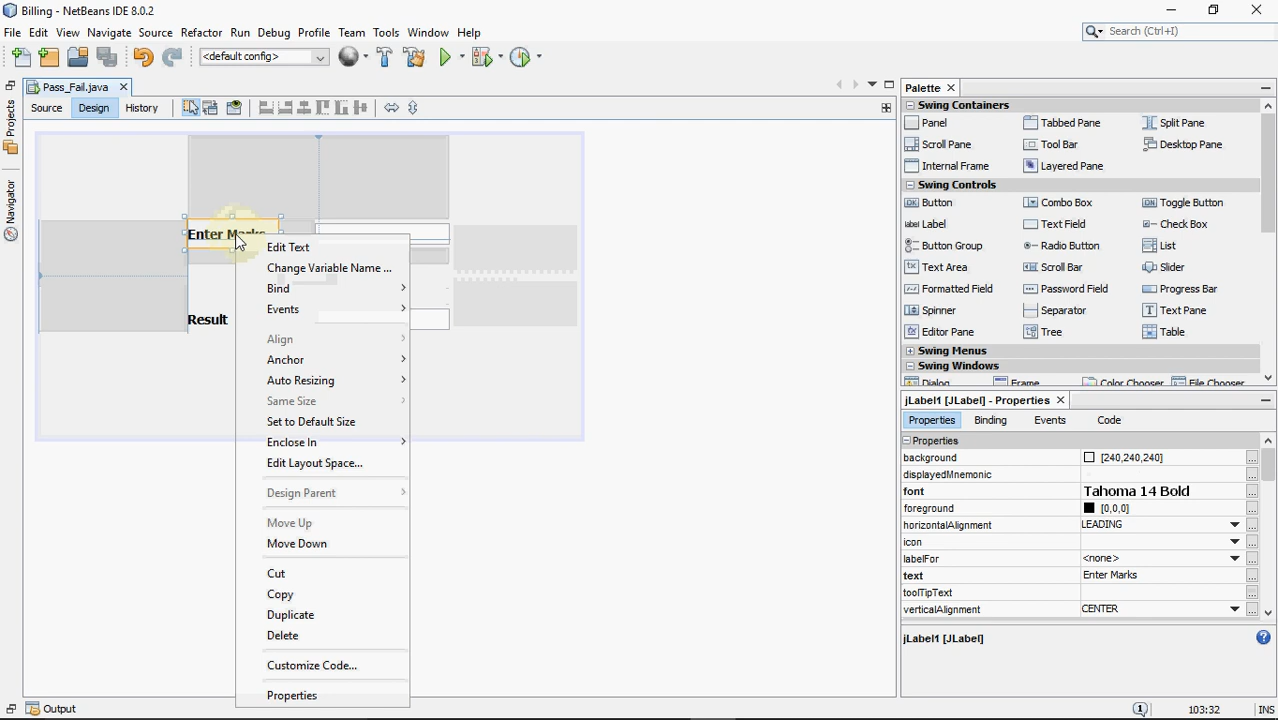 Billing - NetBeans IDE 8.0.2
File Edit View Navigate Source Refactor Run Debug Profile Team Tools Window Help
Search (Ctrl+I)
<default config>
Pass_Fail.java
Source Design History
Projects
Navigator
Enter Marks
Result
Edit Text
Change Variable Name ...
Bind
Events
Align
Anchor
Auto Resizing
Same Size
Set to Default Size
Enclose In
Edit Layout Space...
Design Parent
Move Up
Move Down
Cut
Copy
Duplicate
Delete
Customize Code...
Properties
Palette
Swing Containers
Panel Tabbed Pane Split Pane
Scroll Pane Tool Bar Desktop Pane
Internal Frame Layered Pane
Swing Controls
Button Combo Box Toggle Button
Label Text Field Check Box
Button Group Radio Button List
Text Area Scroll Bar Slider
Formatted Field Password Field Progress Bar
Spinner Separator Text Pane
Editor Pane Tree Table
Swing Menus
Swing Windows
Dialog Frame Color Chooser File Chooser
jLabel1 [JLabel] - Properties
Properties Binding Events Code
Properties
background [240,240,240]
displayedMnemonic
font Tahoma 14 Bold
foreground [0,0,0]
horizontalAlignment LEADING
icon
labelFor <none>
text Enter Marks
toolTipText
verticalAlignment CENTER
jLabel1 [JLabel]
Output
103:32 INS